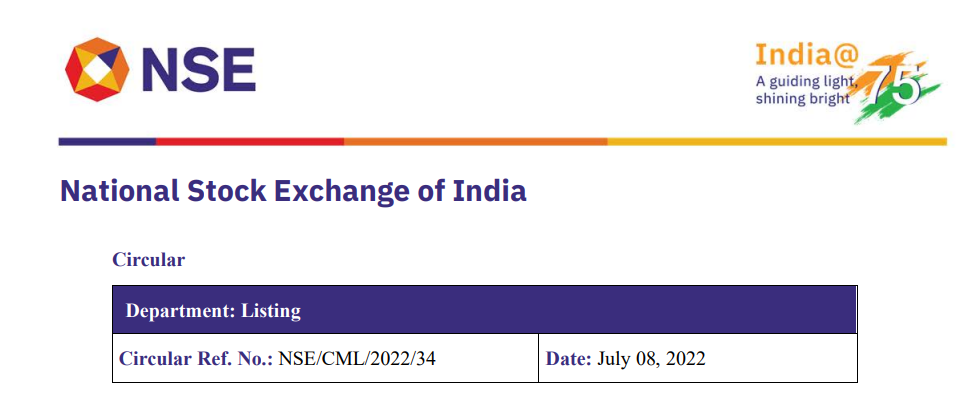 NSE
India@
75
A guiding light,
shining bright
National Stock Exchange of India
Circular
Department: Listing
Circular Ref. No.: NSE/CML/2022/34
Date: July 08, 2022